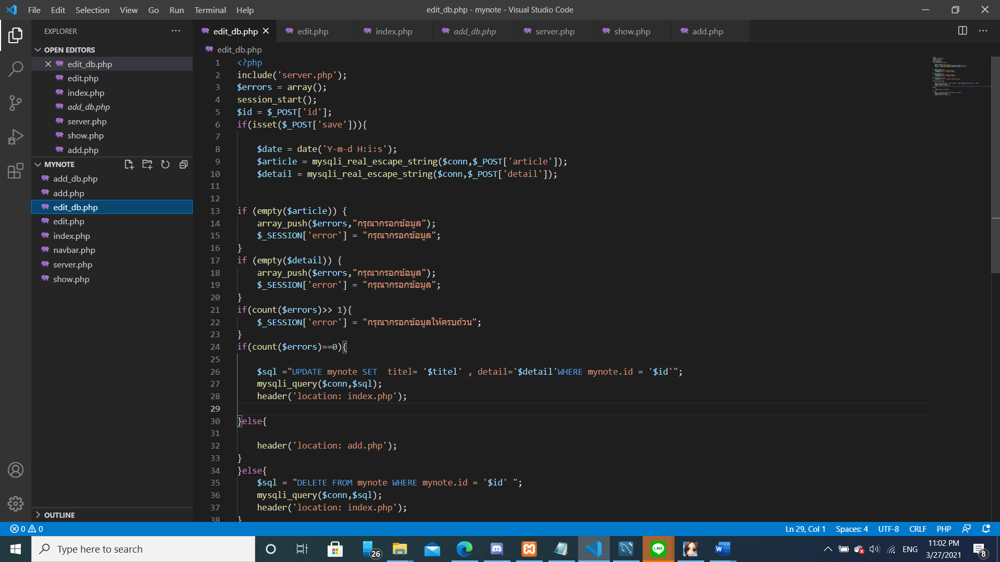 File Edit Selection View Go Run Terminal Help
edit_db.php - mynote - Visual Studio Code
EXPLORER
OPEN EDITORS
edit_db.php
edit.php
index.php
add_db.php
server.php
show.php
add.php
MYNOTE
add_db.php
add.php
edit_db.php
edit.php
index.php
navbar.php
server.php
show.php
OUTLINE
edit_db.php edit.php index.php add_db.php server.php show.php add.php
edit_db.php
1 <?php
2 include('server.php');
3 $errors = array();
4 session_start();
5 $id = $_POST['id'];
6 if(isset($_POST['save'])){
7
8 $date = date('Y-m-d H:i:s');
9 $article = mysqli_real_escape_string($conn,$_POST['article']);
10 $detail = mysqli_real_escape_string($conn,$_POST['detail']);
11
12
13 if (empty($article)) {
14 array_push($errors,"กรุณากรอกข้อมูล");
15 $_SESSION['error'] = "กรุณากรอกข้อมูล";
16 }
17 if (empty($detail)) {
18 array_push($errors,"กรุณากรอกข้อมูล");
19 $_SESSION['error'] = "กรุณากรอกข้อมูล";
20 }
21 if(count($errors)>> 1){
22 $_SESSION['error'] = "กรุณากรอกข้อมูลให้ครบถ้วน";
23 }
24 if(count($errors)==0){
25
26 $sql ="UPDATE mynote SET  titel= '$titel' , detail='$detail'WHERE mynote.id = '$id'";
27 mysqli_query($conn,$sql);
28 header('location: index.php');
29
30 }else{
31
32 header('location: add.php');
33 }
34 }else{
35 $sql = "DELETE FROM mynote WHERE mynote.id = '$id' ";
36 mysqli_query($conn,$sql);
37 header('location: index.php');
38 }
0 0
Ln 29, Col 1 Spaces: 4 UTF-8 CRLF PHP
Type here to search
26
LINE
W
ENG
11:02 PM
3/27/2021
8